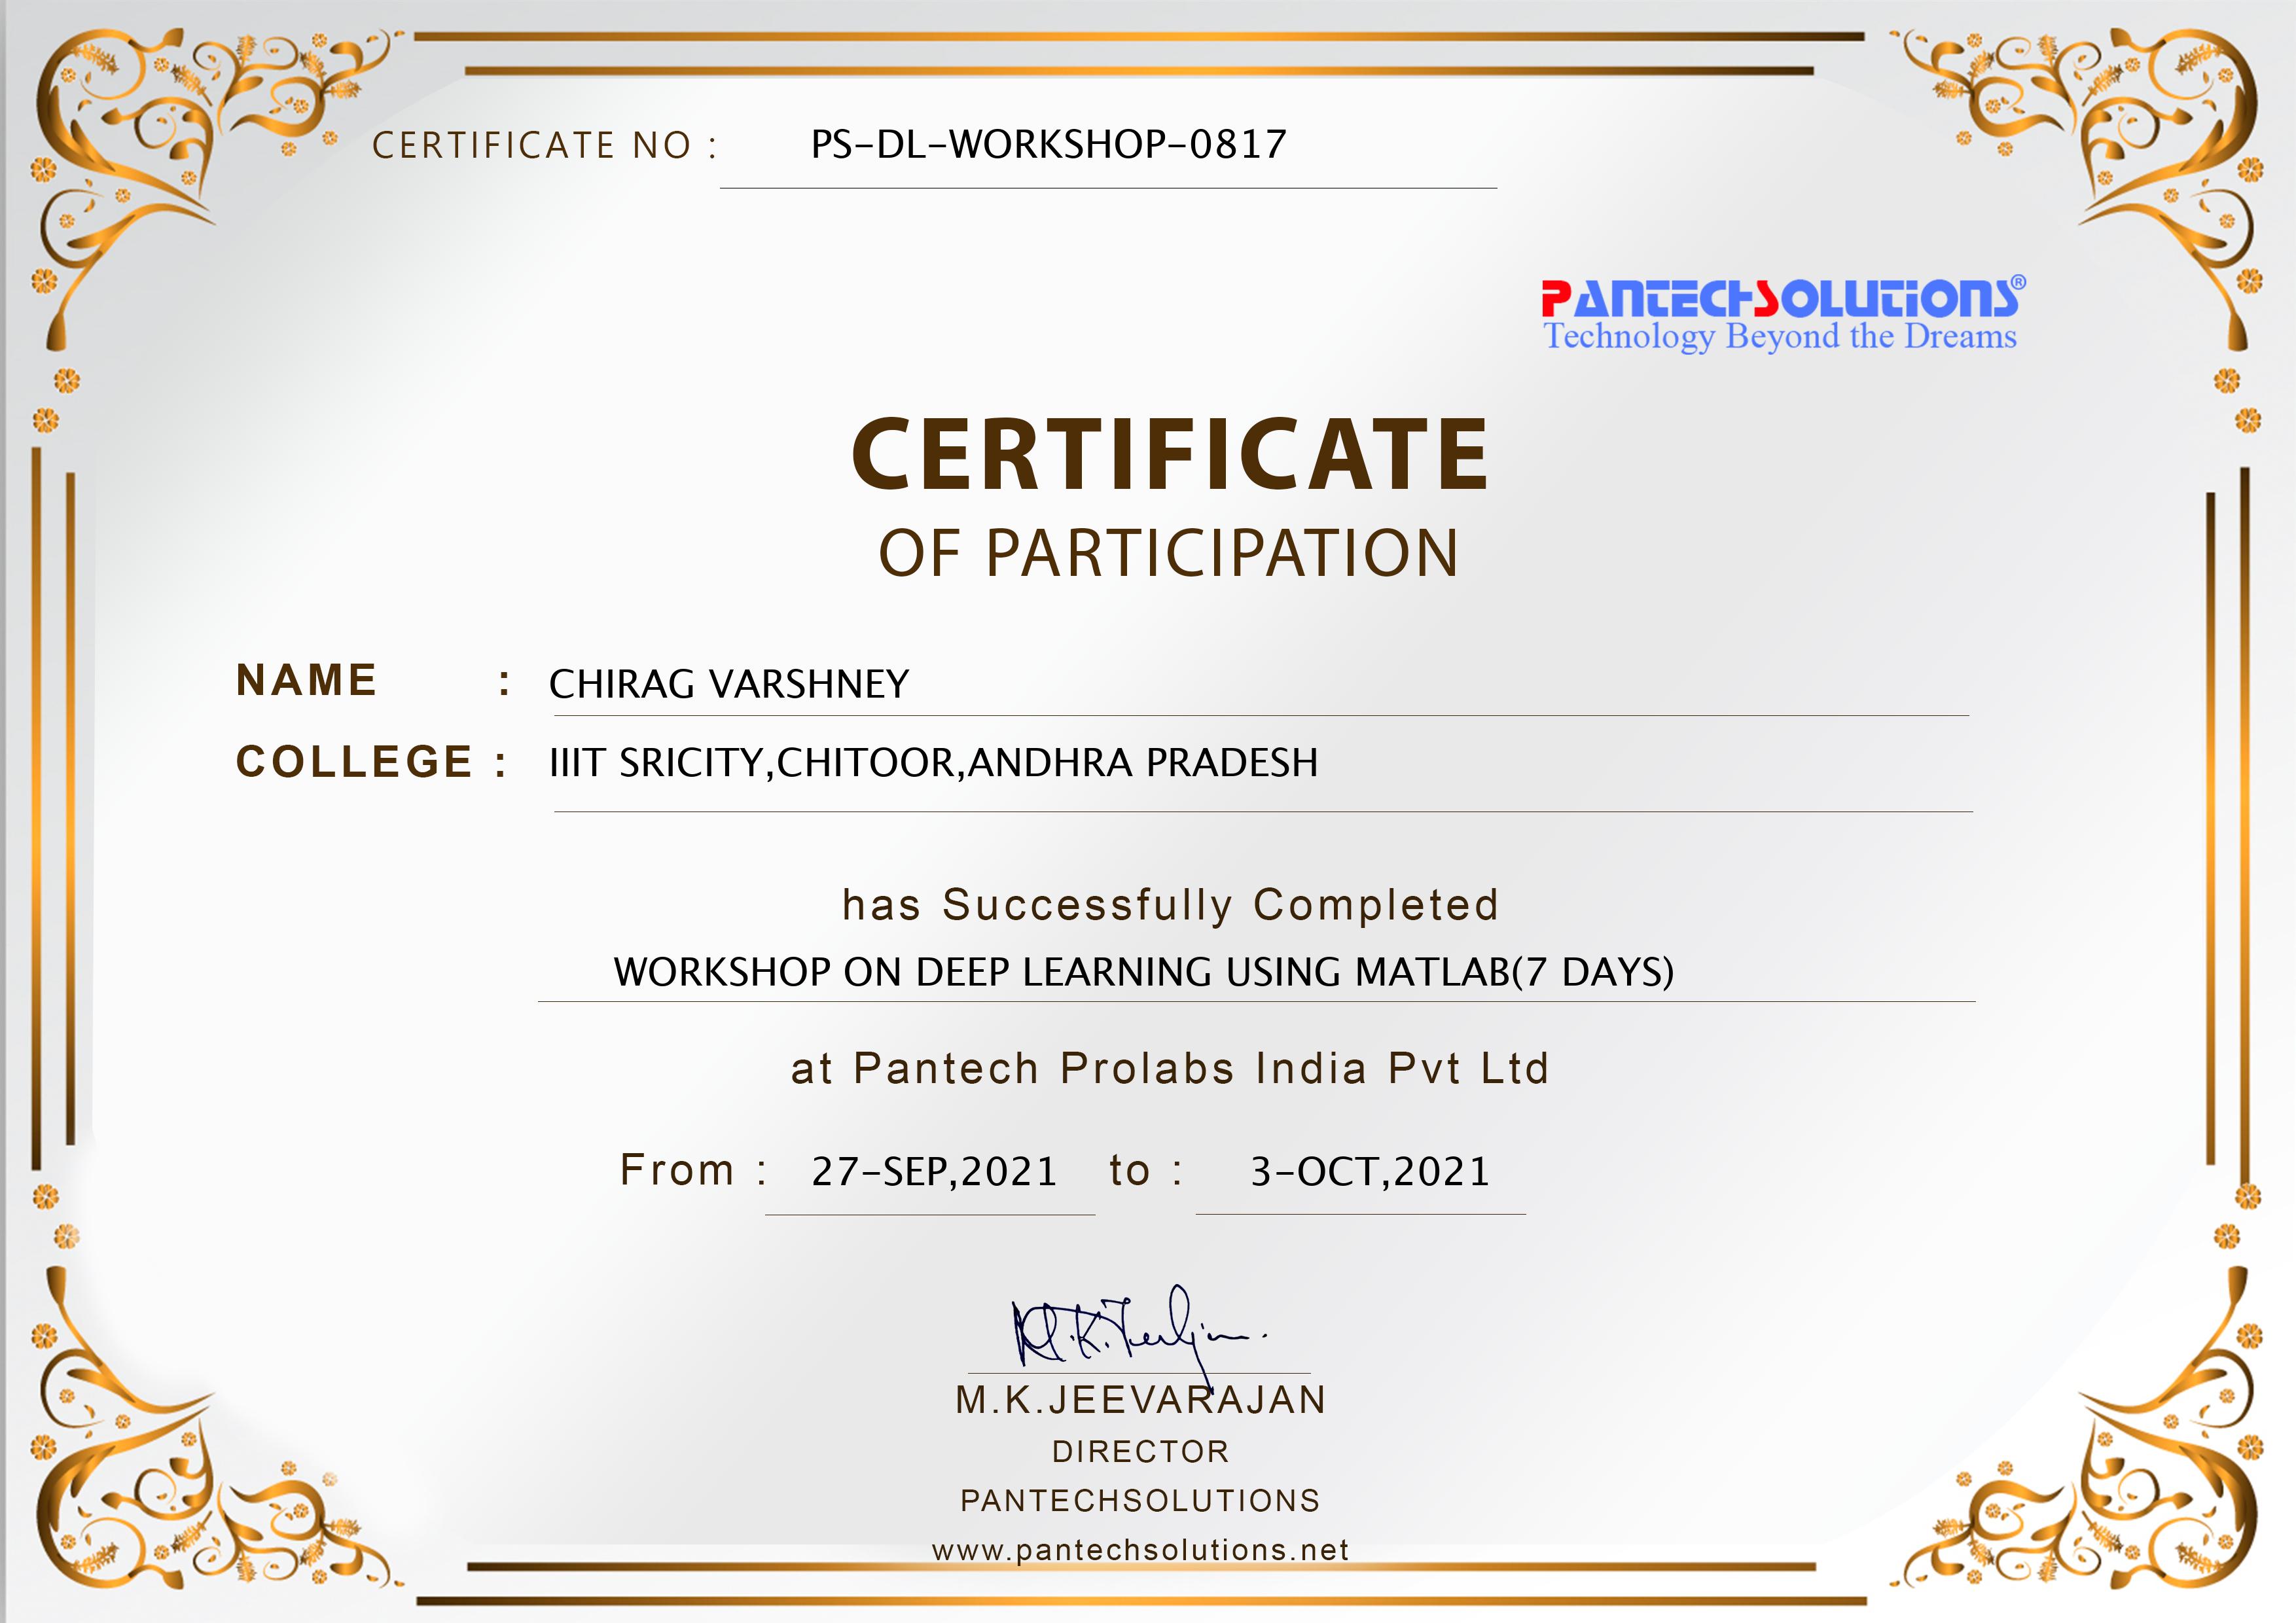 CERTIFICATE NO : PS-DL-WORKSHOP-0817
PANTECHSOLUTIONS®
Technology Beyond the Dreams
CERTIFICATE
OF PARTICIPATION
NAME : CHIRAG VARSHNEY
COLLEGE : IIIT SRICITY,CHITOOR,ANDHRA PRADESH
has Successfully Completed
WORKSHOP ON DEEP LEARNING USING MATLAB(7 DAYS)
at Pantech Prolabs India Pvt Ltd
From : 27-SEP,2021 to : 3-OCT,2021
M.K.JEEVARAJAN
DIRECTOR
PANTECHSOLUTIONS
www.pantechsolutions.net